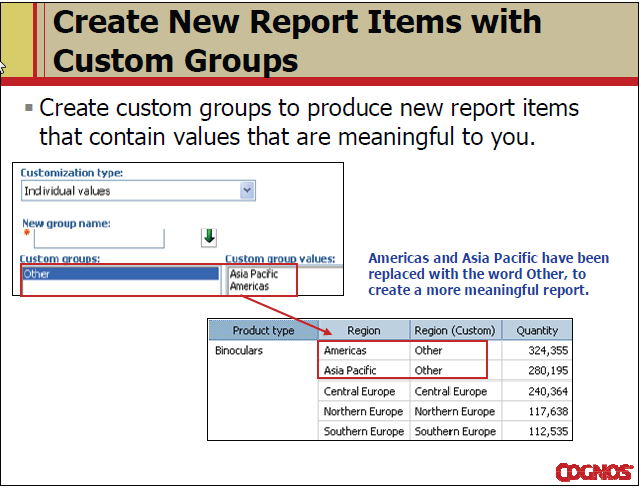 Create New Report Items with
Custom Groups
▪ Create custom groups to produce new report items
that contain values that are meaningful to you.
Customization type:
Individual values
New group name:
*
Custom groups: Custom group values:
Other Asia Pacific
Americas
Americas and Asia Pacific have been
replaced with the word Other, to
create a more meaningful report.
Product type Region Region (Custom) Quantity
Binoculars Americas Other 324,355
Asia Pacific Other 280,195
Central Europe Central Europe 240,364
Northern Europe Northern Europe 117,638
Southern Europe Southern Europe 112,535
COGNOS